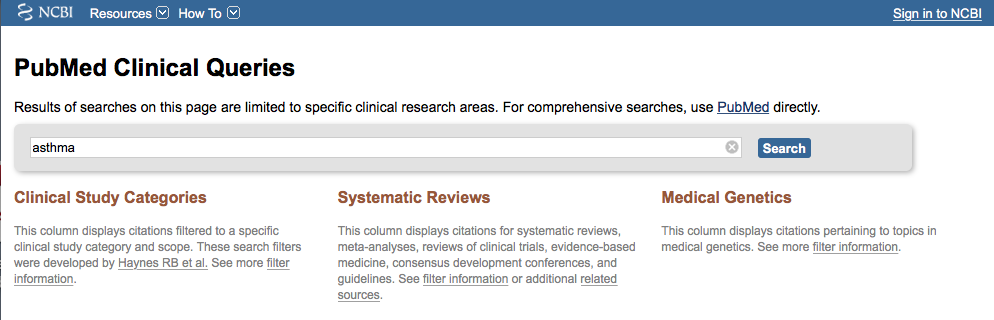 NCBI Resources How To Sign in to NCBI
PubMed Clinical Queries
Results of searches on this page are limited to specific clinical research areas. For comprehensive searches, use PubMed directly.
asthma Search
Clinical Study Categories
This column displays citations filtered to a specific
clinical study category and scope. These search filters
were developed by Haynes RB et al. See more filter
information.
Systematic Reviews
This column displays citations for systematic reviews,
meta-analyses, reviews of clinical trials, evidence-based
medicine, consensus development conferences, and
guidelines. See filter information or additional related
sources.
Medical Genetics
This column displays citations pertaining to topics in
medical genetics. See more filter information.